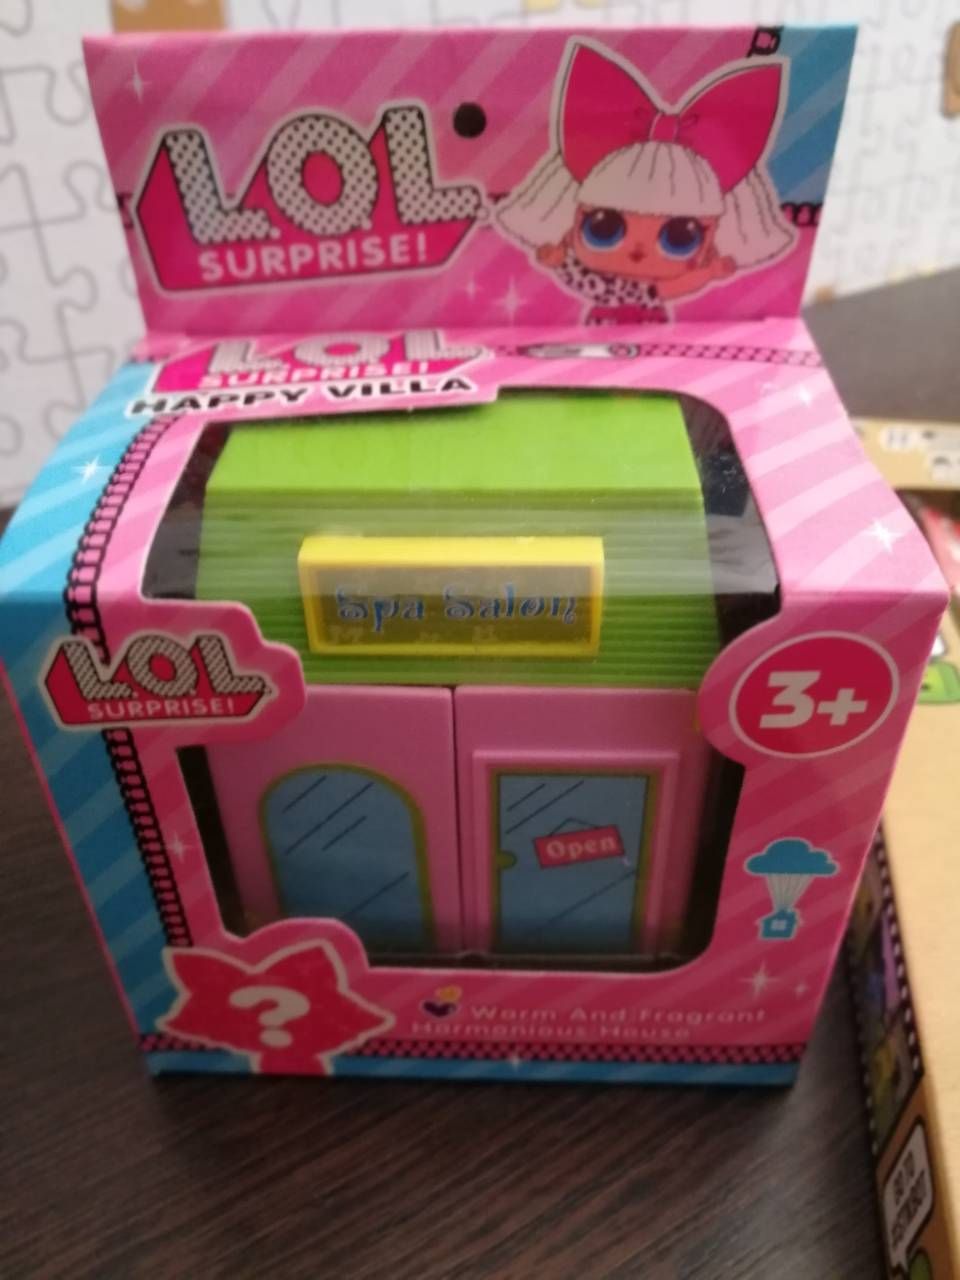 L.O.L.
SURPRISE!
L.O.L.
SURPRISE!
HAPPY VILLA
Spa Salon
L.O.L.
SURPRISE!
3+
Open
?
Warm And Fragrant
Harmonious House